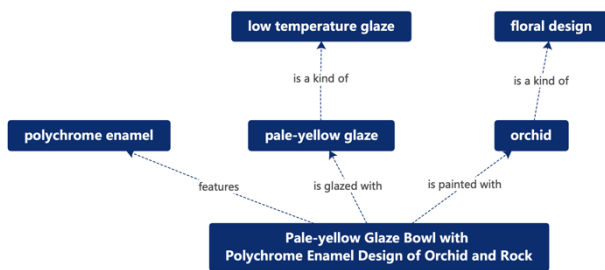 low temperature glaze
floral design
is a kind of
is a kind of
polychrome enamel
pale-yellow glaze
orchid
features
is glazed with
is painted with
Pale-yellow Glaze Bowl with
Polychrome Enamel Design of Orchid and Rock